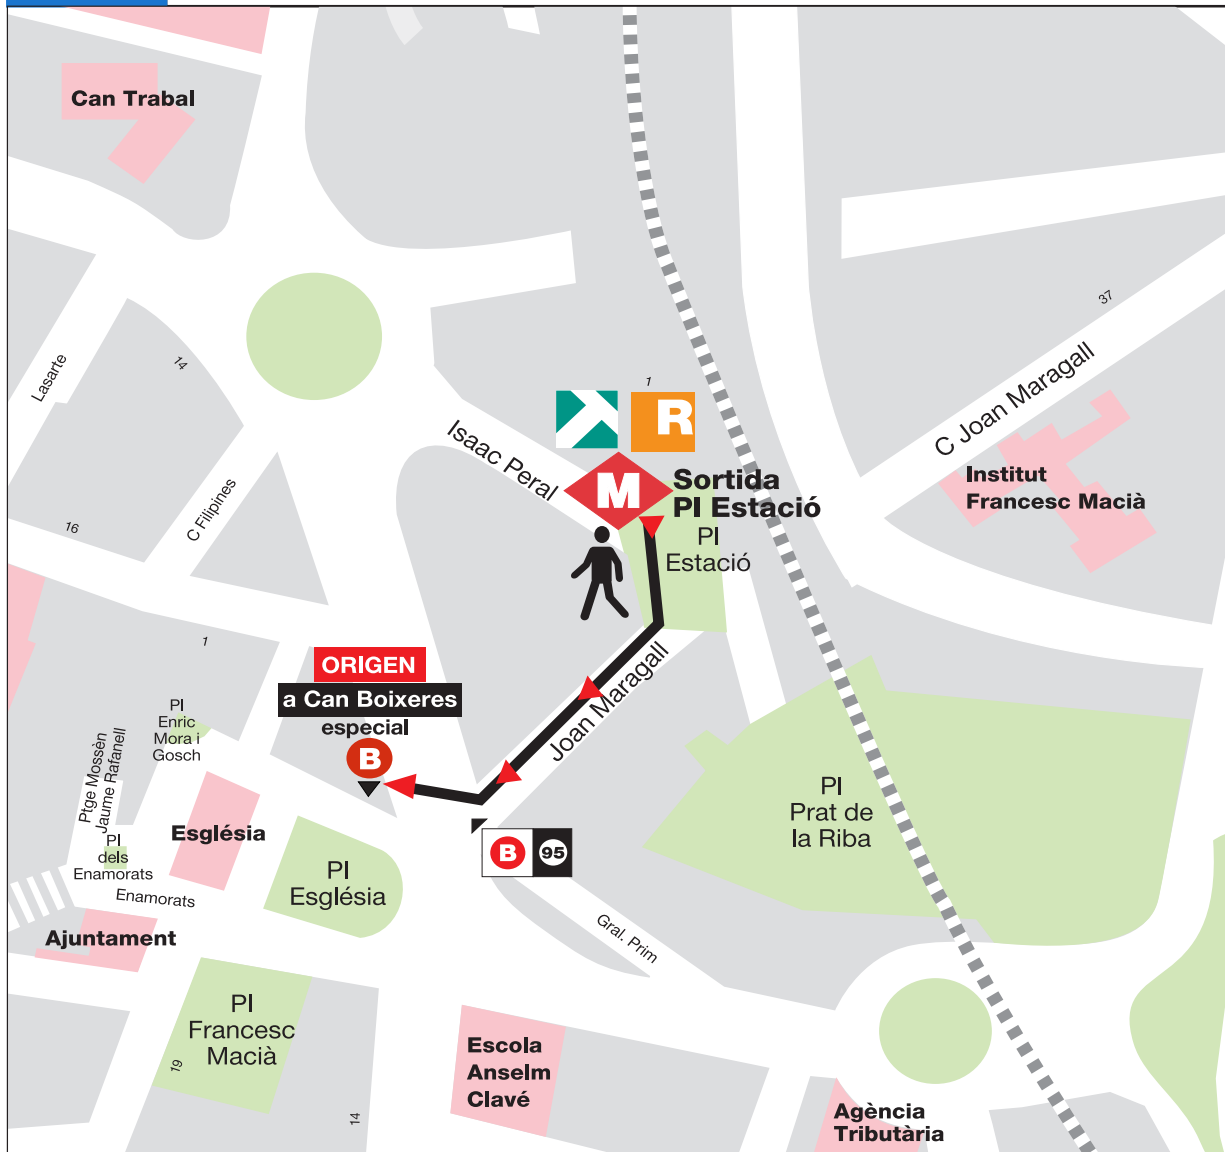 Can Trabal
37
Lasarte
14
1
R
C Joan Maragall
Isaac Peral
M
Sortida
Pl Estació
Pl
Estació
Institut
Francesc Macià
C Filipines
16
1
ORIGEN
a Can Boixeres
especial
B
Joan Maragall
Pl
Enric
Mora i
Gosch
Ptge Mossèn
Jaume Rafanell
Pl
Prat de
la Riba
Església
B 95
Pl
dels
Enamorats
Enamorats
Pl
Església
Ajuntament
Gral. Prim
Pl
Francesc
Macià
19
14
Escola
Anselm
Clavé
Agència
Tributària